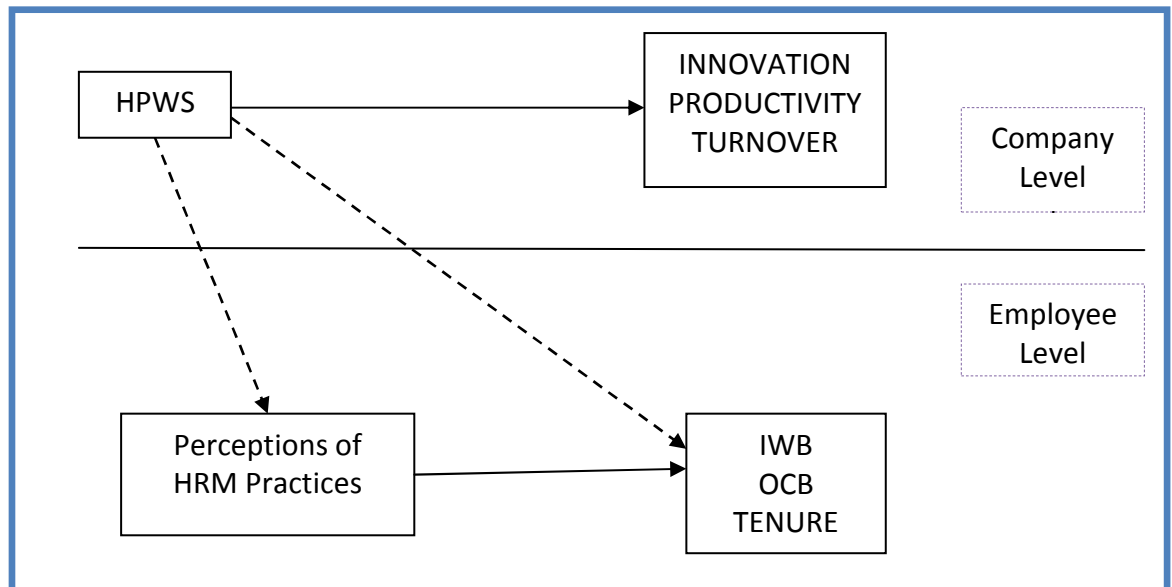 HPWS
INNOVATION
PRODUCTIVITY
TURNOVER
Company
Level
Employee
Level
Perceptions of
HRM Practices
IWB
OCB
TENURE